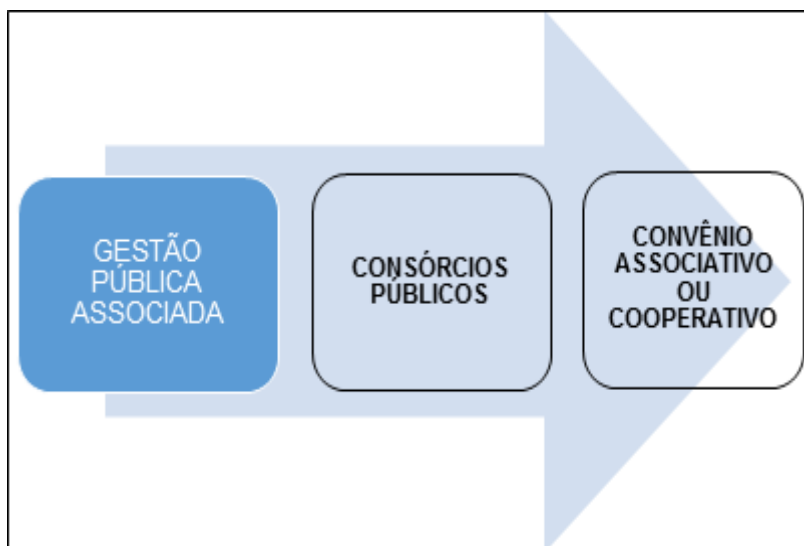 GESTÃO
PÚBLICA
ASSOCIADA
CONSÓRCIOS
PÚBLICOS
CONVÊNIO
ASSOCIATIVO
OU
COOPERATIVO